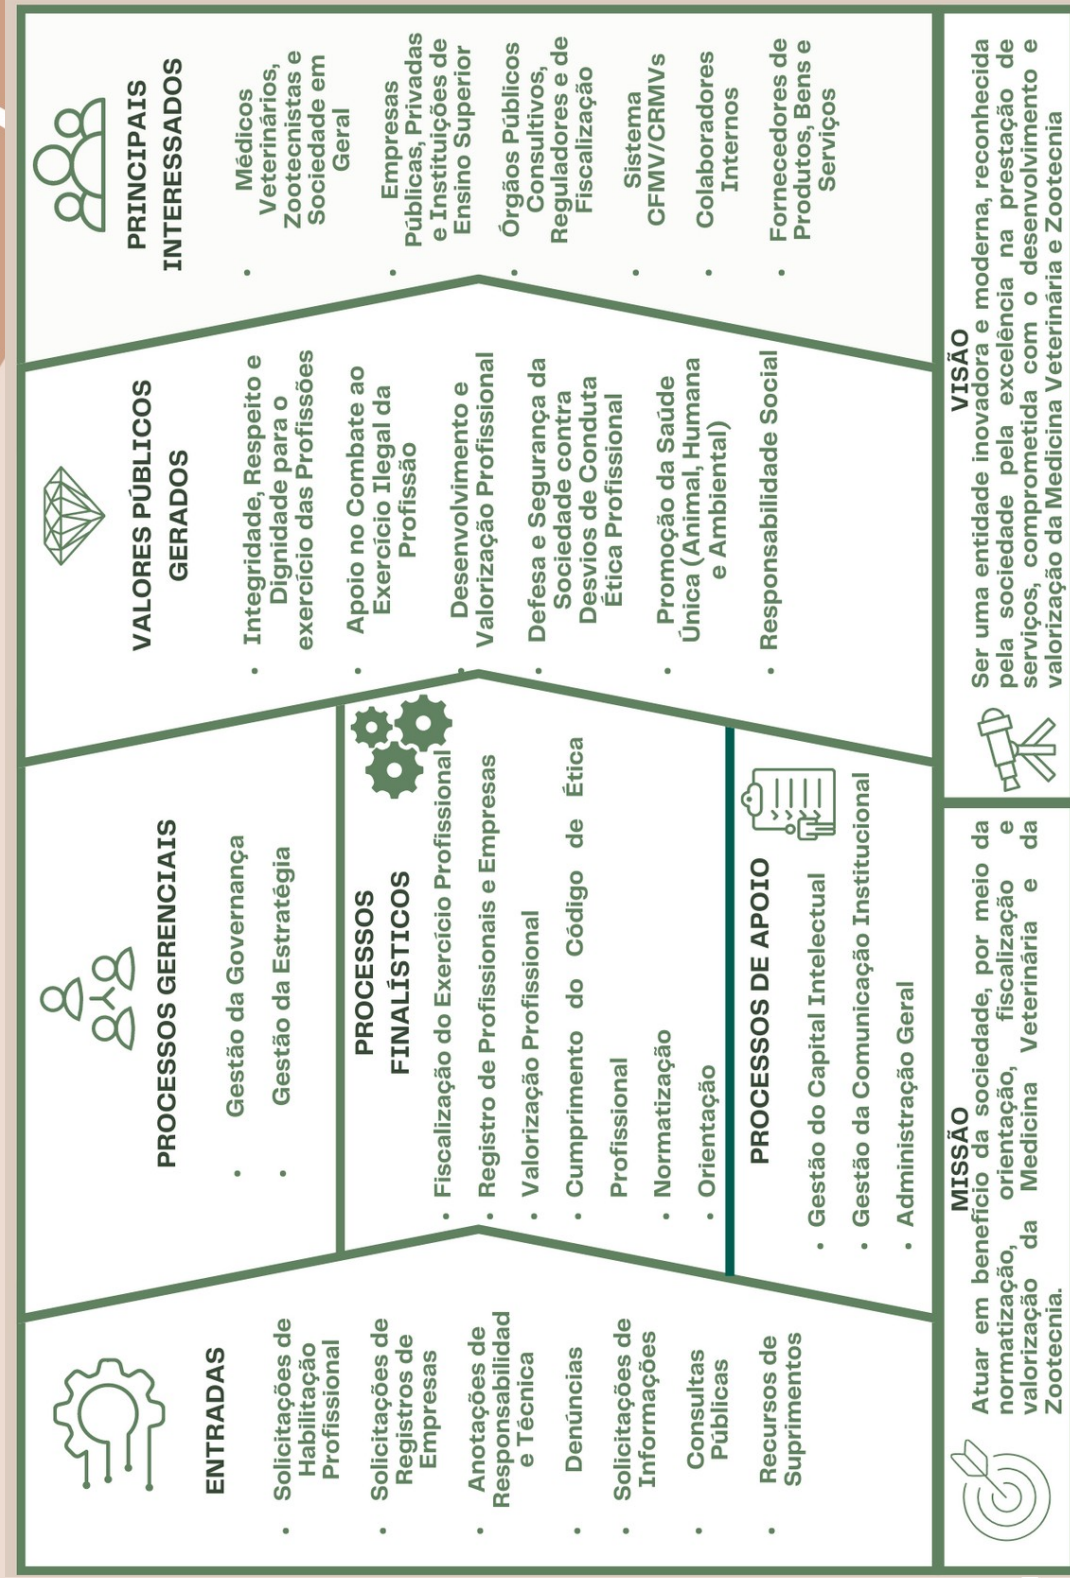 ENTRADAS
• Solicitações de
Habilitação
Profissional
• Solicitações de
Registros de
Empresas
• Anotações de
Responsabilidad
e Técnica
• Denúncias
• Solicitações de
Informações
• Consultas
Públicas
• Recursos de
Suprimentos
PROCESSOS GERENCIAIS
• Gestão da Governança
• Gestão da Estratégia
PROCESSOS
FINALÍSTICOS
• Fiscalização do Exercício Profissional
• Registro de Profissionais e Empresas
• Valorização Profissional
• Cumprimento do Código de Ética
Profissional
• Normatização
• Orientação
PROCESSOS DE APOIO
• Gestão do Capital Intelectual
• Gestão da Comunicação Institucional
• Administração Geral
VALORES PÚBLICOS
GERADOS
• Integridade, Respeito e
Dignidade para o
exercício das Profissões
• Apoio no Combate ao
Exercício Ilegal da
Profissão
• Desenvolvimento e
Valorização Profissional
• Defesa e Segurança da
Sociedade contra
Desvios de Conduta
Ética Profissional
• Promoção da Saúde
Única (Animal, Humana
e Ambiental)
• Responsabilidade Social
PRINCIPAIS
INTERESSADOS
• Médicos
Veterinários,
Zootecnistas e
Sociedade em
Geral
• Empresas
Públicas, Privadas
e Instituições de
Ensino Superior
• Órgãos Públicos
Consultivos,
Reguladores e de
Fiscalização
• Sistema
CFMV/CRMVs
• Colaboradores
Internos
• Fornecedores de
Produtos, Bens e
Serviços
MISSÃO
Atuar em benefício da sociedade, por meio da
normatização, orientação, fiscalização e
valorização da Medicina Veterinária e da
Zootecnia.
VISÃO
Ser uma entidade inovadora e moderna, reconhecida
pela sociedade pela excelência na prestação de
serviços, comprometida com o desenvolvimento e
valorização da Medicina Veterinária e Zootecnia